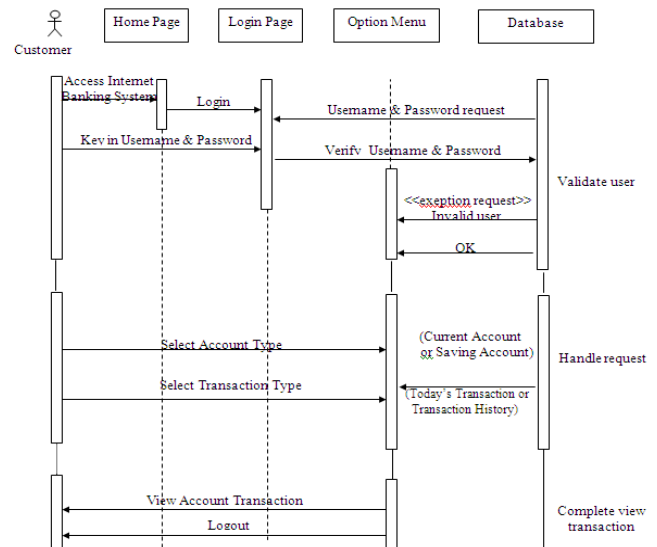 Home Page
Login Page
Option Menu
Database
Customer
Access Internet
Banking System
Login
Username & Password request
Key in Username & Password
Verify Username & Password
Validate user
<<exeption request>>
Invalid user
OK
Select Account Type
(Current Account
or Saving Account)
Handle request
Select Transaction Type
(Today's Transaction or
Transaction History)
View Account Transaction
Complete view
transaction
Logout